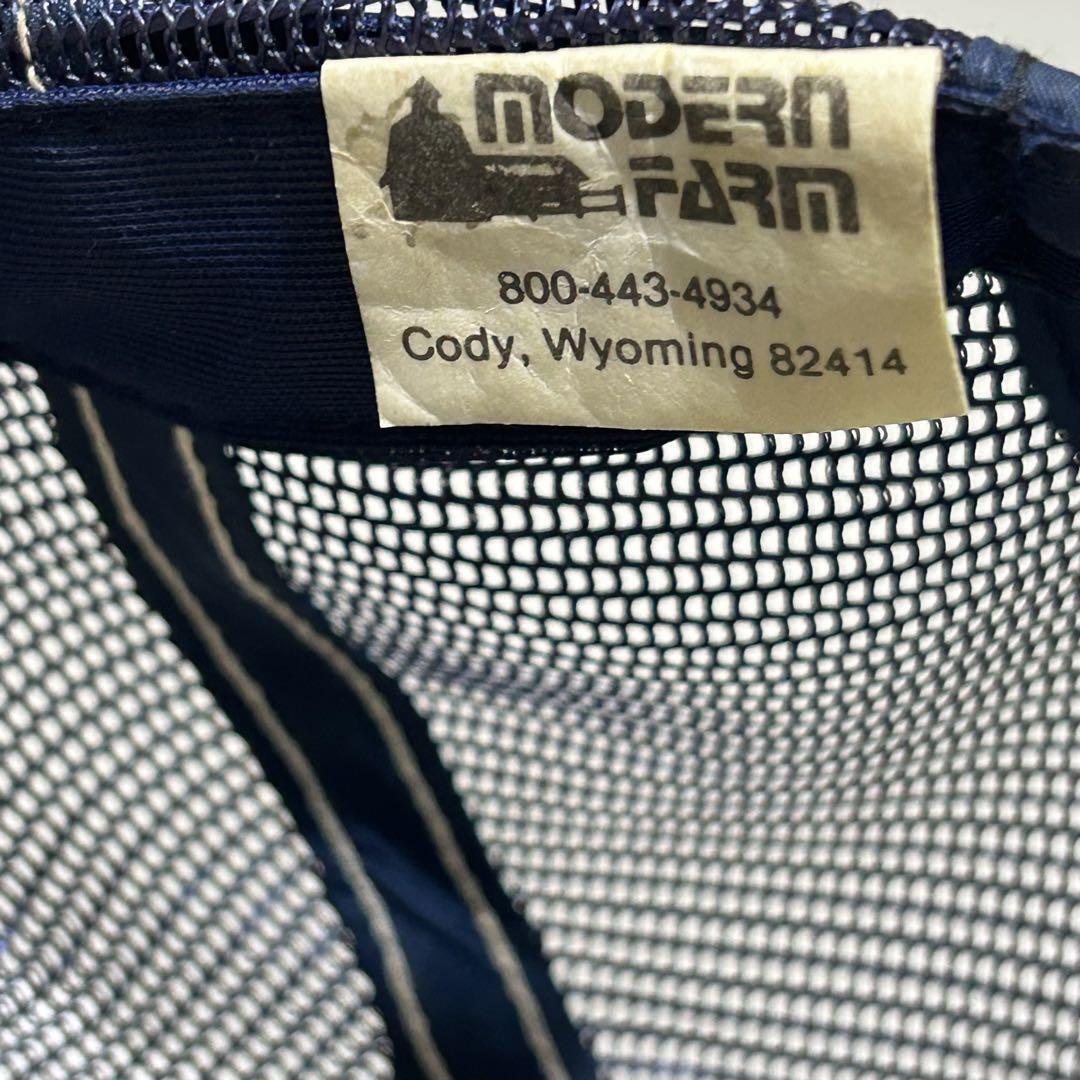 MODERN
FARM
800-443-4934
Cody, Wyoming 82414